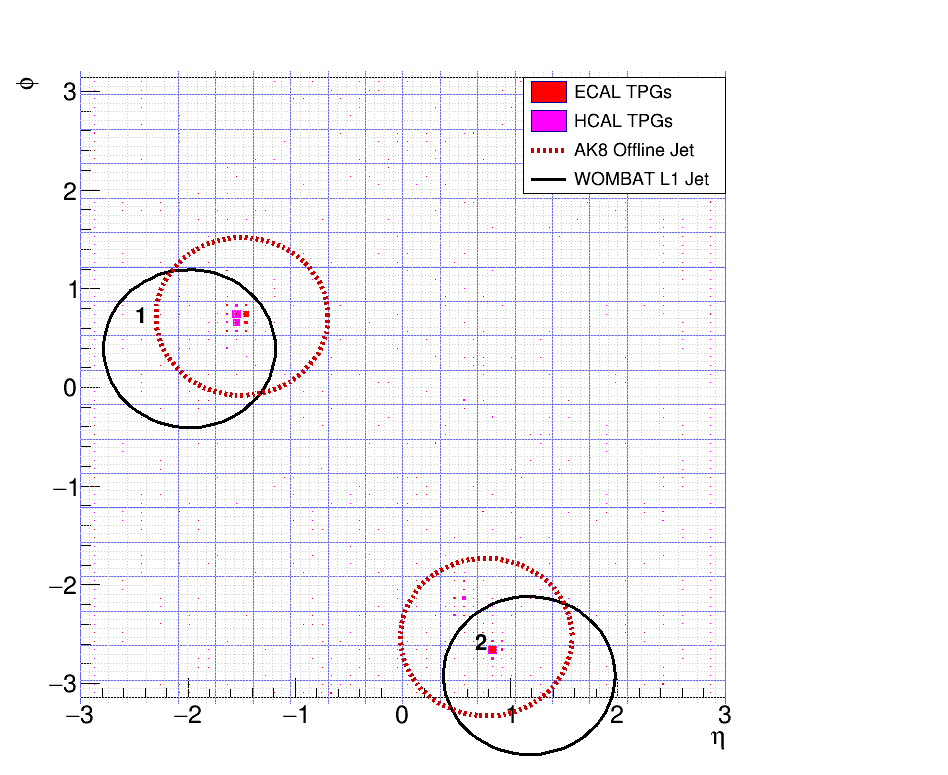 φ
3
ECAL TPGs
HCAL TPGs
AK8 Offline Jet
WOMBAT L1 Jet
2
1
1
0
−1
−2
2
−3
−3 −2 −1 0 1 2 3
η